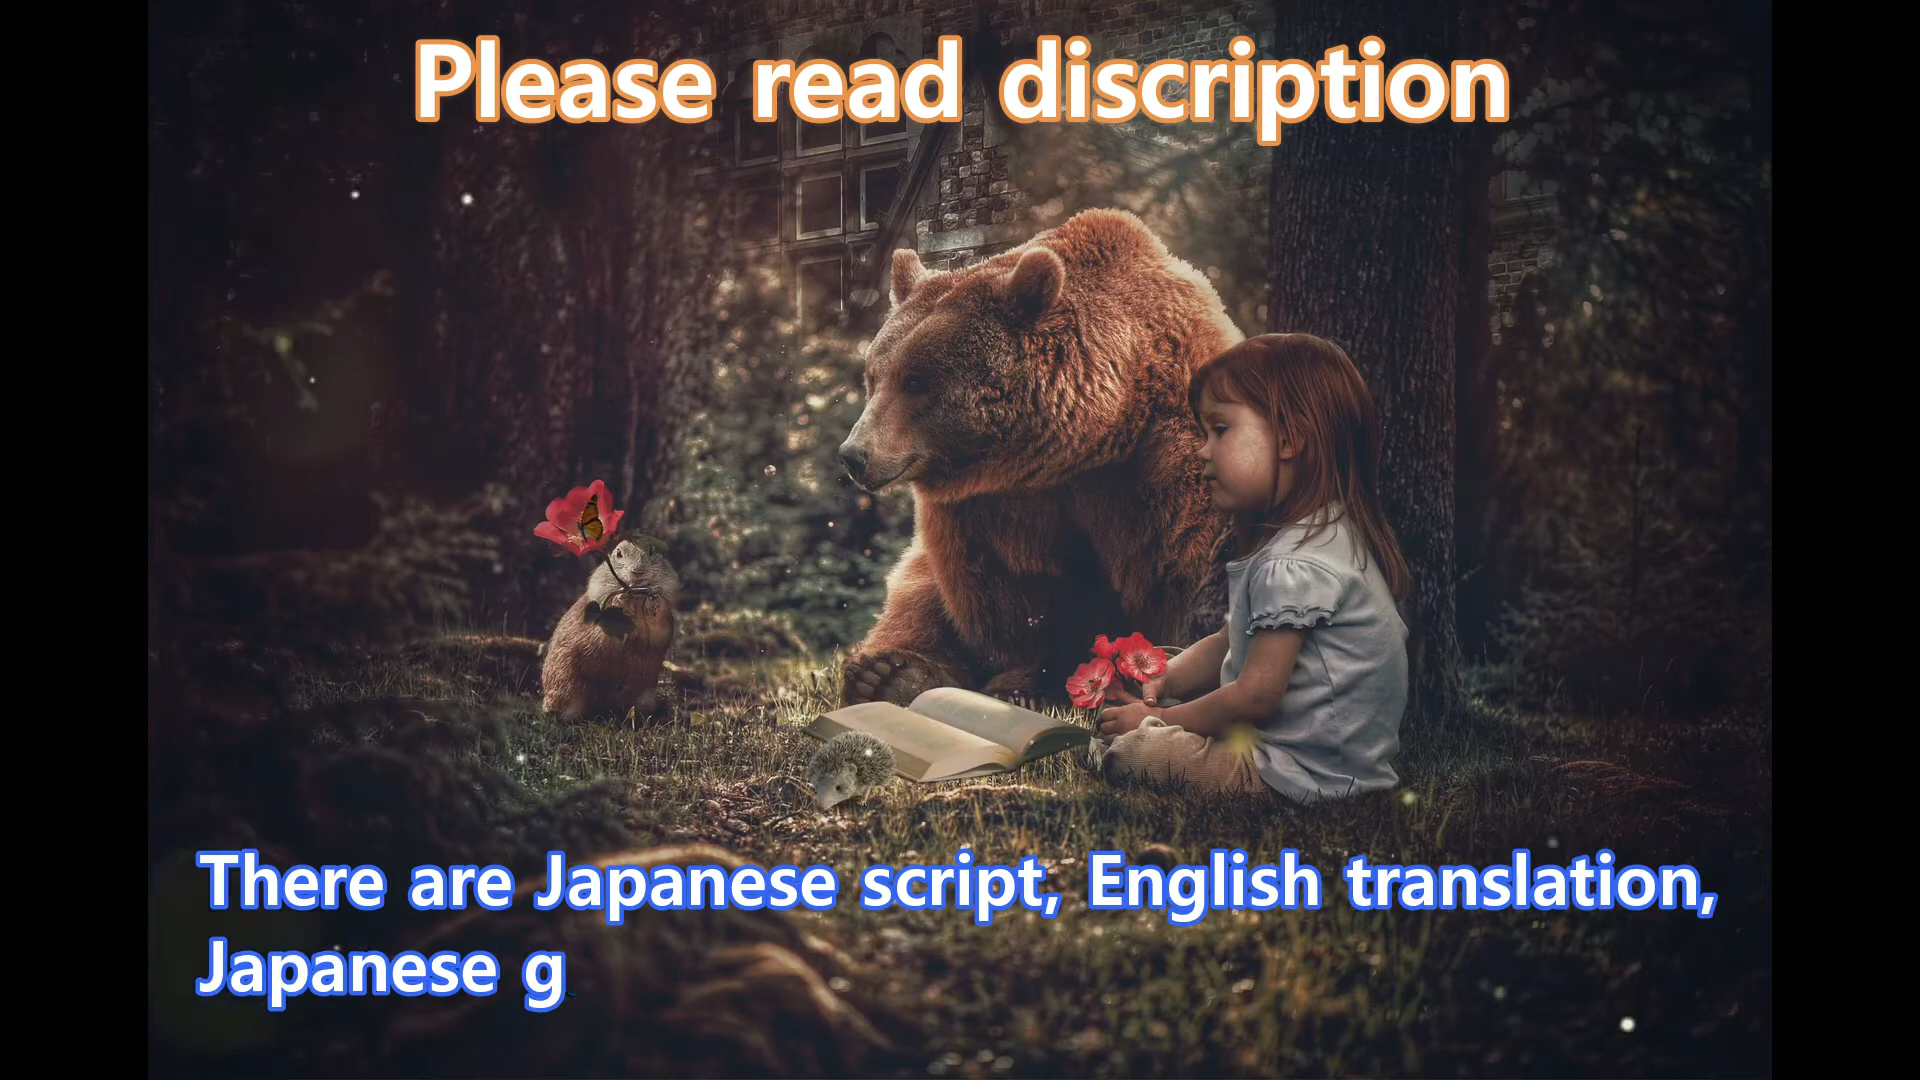 Please read discription
There are Japanese script, English translation,
Japanese g